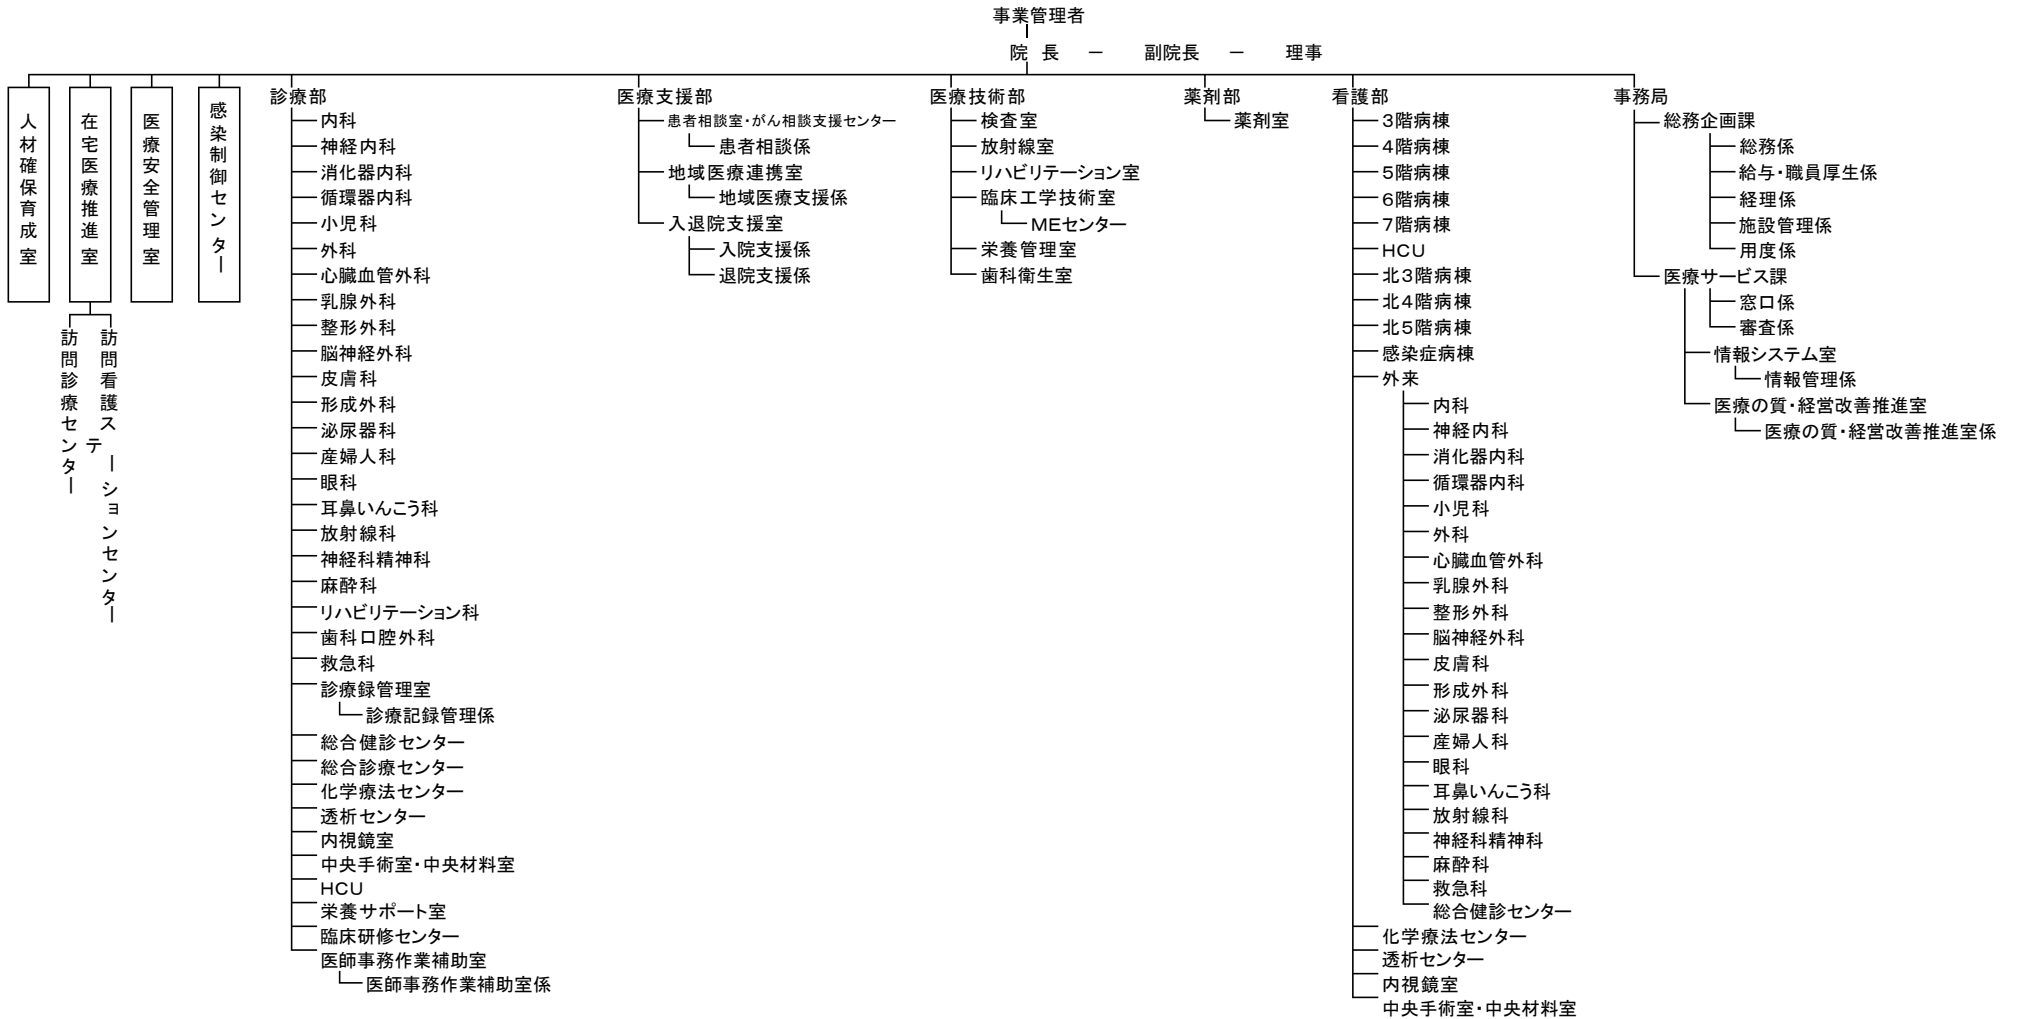 事業管理者
院 長 － 副院長 － 理事
人材確保育成室
在宅医療推進室
訪問診療センター
訪問看護ステーションセンター
医療安全管理室
感染制御センター
診療部
内科
神経内科
消化器内科
循環器内科
小児科
外科
心臓血管外科
乳腺外科
整形外科
脳神経外科
皮膚科
形成外科
泌尿器科
産婦人科
眼科
耳鼻いんこう科
放射線科
神経科精神科
麻酔科
リハビリテーション科
歯科口腔外科
救急科
診療録管理室
診療記録管理係
総合健診センター
総合診療センター
化学療法センター
透析センター
内視鏡室
中央手術室・中央材料室
HCU
栄養サポート室
臨床研修センター
医師事務作業補助室
医師事務作業補助室係
医療支援部
患者相談室・がん相談支援センター
患者相談係
地域医療連携室
地域医療支援係
入退院支援室
入院支援係
退院支援係
医療技術部
検査室
放射線室
リハビリテーション室
臨床工学技術室
MEセンター
栄養管理室
歯科衛生室
薬剤部
薬剤室
看護部
3階病棟
4階病棟
5階病棟
6階病棟
7階病棟
HCU
北3階病棟
北4階病棟
北5階病棟
感染症病棟
外来
内科
神経内科
消化器内科
循環器内科
小児科
外科
心臓血管外科
乳腺外科
整形外科
脳神経外科
皮膚科
形成外科
泌尿器科
産婦人科
眼科
耳鼻いんこう科
放射線科
神経科精神科
麻酔科
救急科
総合健診センター
化学療法センター
透析センター
内視鏡室
中央手術室・中央材料室
事務局
総務企画課
総務係
給与・職員厚生係
経理係
施設管理係
用度係
医療サービス課
窓口係
審査係
情報システム室
情報管理係
医療の質・経営改善推進室
医療の質・経営改善推進室係